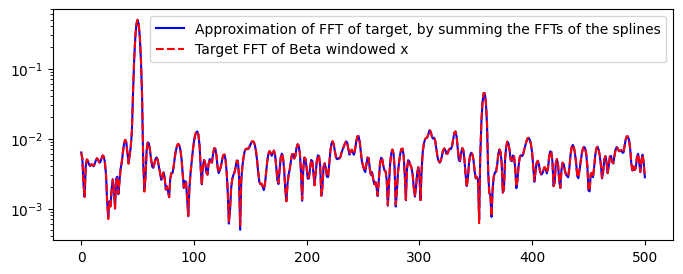 Approximation of FFT of target, by summing the FFTs of the splines
Target FFT of Beta windowed x
10⁻¹
10⁻²
10⁻³
0 100 200 300 400 500